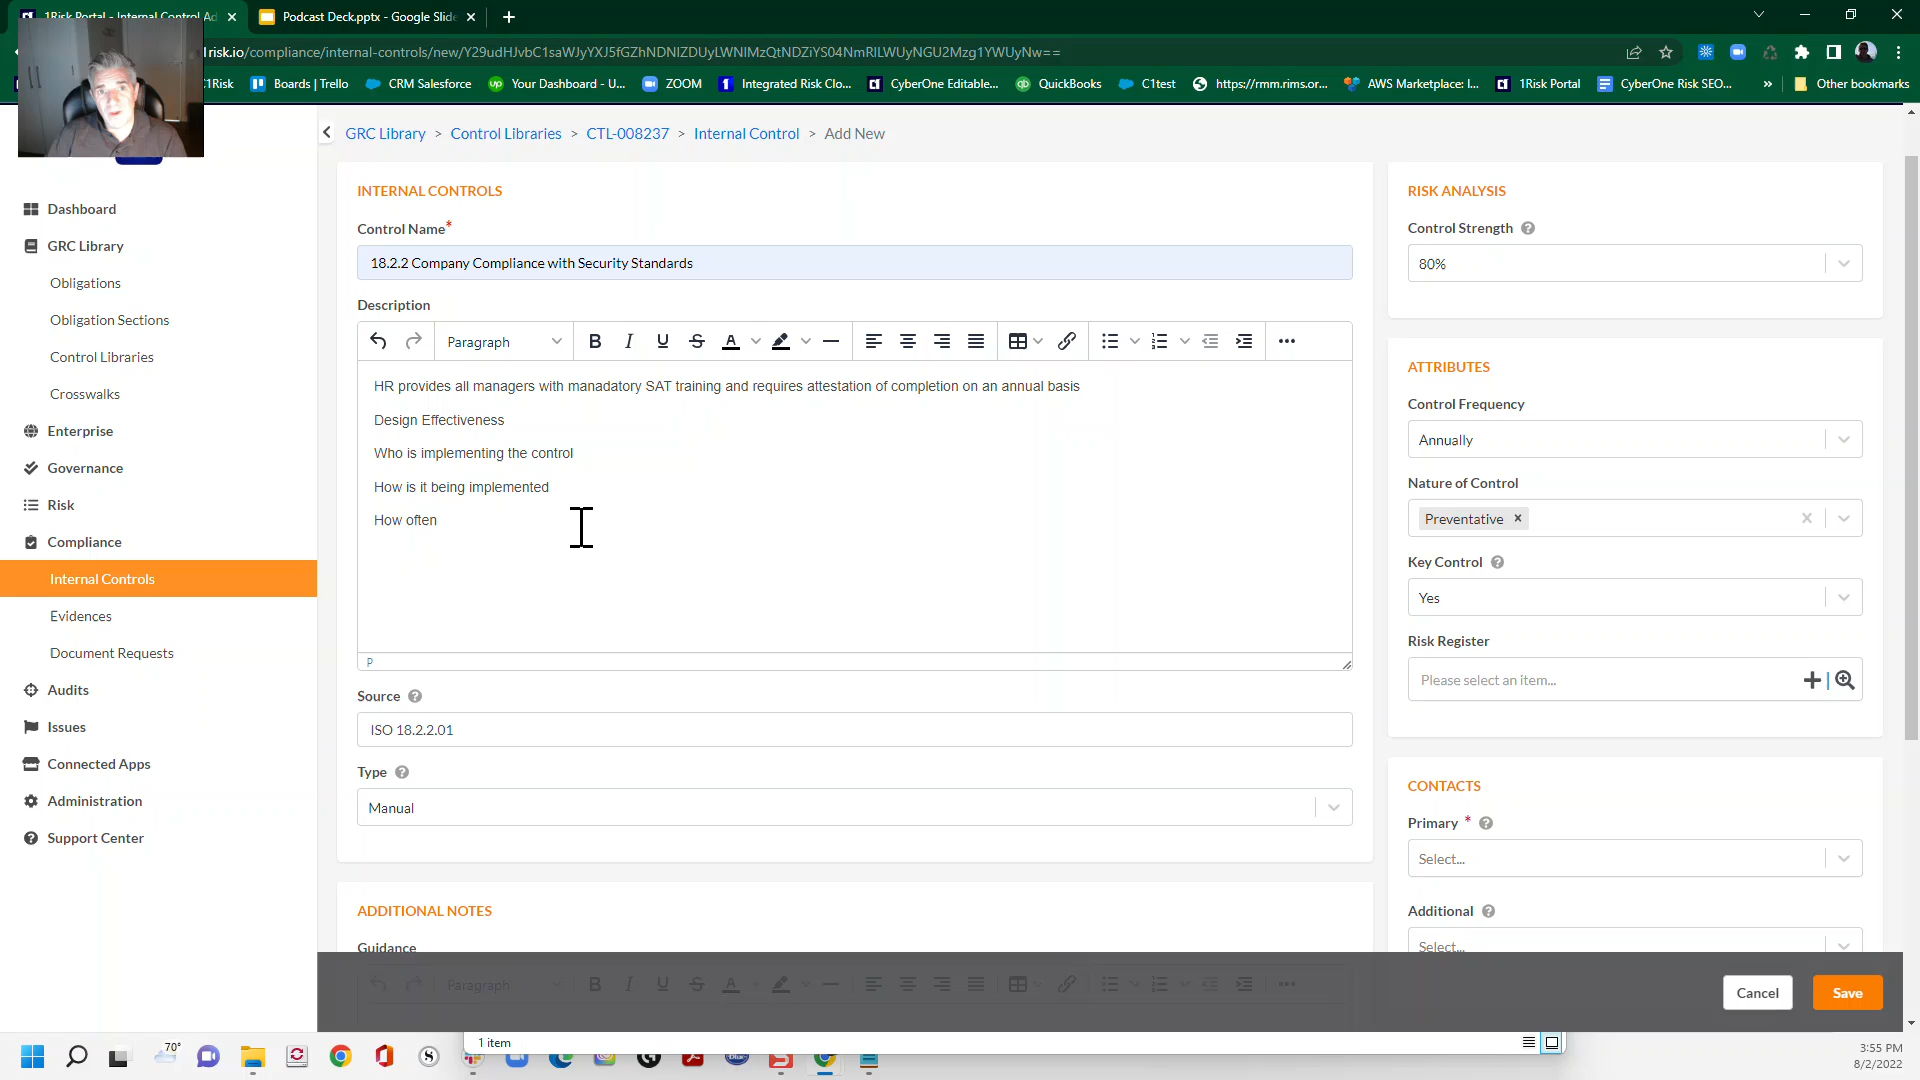 1Risk Portal - Internal Control Ad
Podcast Deck.pptx - Google Slide
1risk.io/compliance/internal-controls/new/Y29udHJvbC1saWJyYXJ5fGZhNDNlZDUyLWNlMzQtNDZiYS04NmRlLWUyNGU2Mzg1YWUyNw==
C1Risk
Boards | Trello
CRM Salesforce
Your Dashboard - U...
ZOOM
Integrated Risk Clo...
CyberOne Editable...
QuickBooks
C1test
https://rmm.rims.or...
AWS Marketplace: I...
1Risk Portal
CyberOne Risk SEO...
»
Other bookmarks
GRC Library > Control Libraries > CTL-008237 > Internal Control > Add New
Dashboard
GRC Library
Obligations
Obligation Sections
Control Libraries
Crosswalks
Enterprise
Governance
Risk
Compliance
Internal Controls
Evidences
Document Requests
Audits
Issues
Connected Apps
Administration
Support Center
INTERNAL CONTROLS
Control Name*
18.2.2 Company Compliance with Security Standards
Description
Paragraph
HR provides all managers with manadatory SAT training and requires attestation of completion on an annual basis
Design Effectiveness
Who is implementing the control
How is it being implemented
How often
P
Source
ISO 18.2.2.01
Type
Manual
ADDITIONAL NOTES
Guidance
Paragraph
RISK ANALYSIS
Control Strength
80%
ATTRIBUTES
Control Frequency
Annually
Nature of Control
Preventative
Key Control
Yes
Risk Register
Please select an item...
CONTACTS
Primary *
Select...
Additional
Select...
Cancel
Save
1 item
70°
3:55 PM
8/2/2022